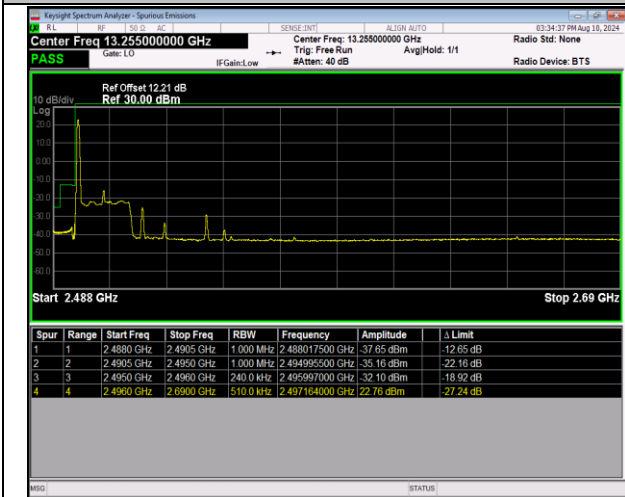 Keysight Spectrum Analyzer - Spurious Emissions
RL RF 50 Ω AC SENSE:INT ALIGN AUTO 03:34:37 PM Aug 10, 2024
Center Freq 13.255000000 GHz Center Freq: 13.255000000 GHz Radio Std: None
PASS Gate: LO IFGain:Low Trig: Free Run Avg|Hold: 1/1
#Atten: 40 dB Radio Device: BTS
Ref Offset 12.21 dB
10 dB/div Ref 30.00 dBm
Log
20.0
10.0
0.00
-10.0
-20.0
-30.0
-40.0
-50.0
-60.0
Start 2.488 GHz Stop 2.69 GHz
Spur Range Start Freq Stop Freq RBW Frequency Amplitude Δ Limit
1 1 2.4880 GHz 2.4905 GHz 1.000 MHz 2.488017500 GHz -37.65 dBm -12.65 dB
2 2 2.4905 GHz 2.4950 GHz 1.000 MHz 2.494995500 GHz -35.16 dBm -22.16 dB
3 3 2.4950 GHz 2.4960 GHz 240.0 kHz 2.495997000 GHz -32.10 dBm -18.92 dB
4 4 2.4960 GHz 2.6900 GHz 510.0 kHz 2.497164000 GHz 22.76 dBm -27.24 dB
MSG STATUS